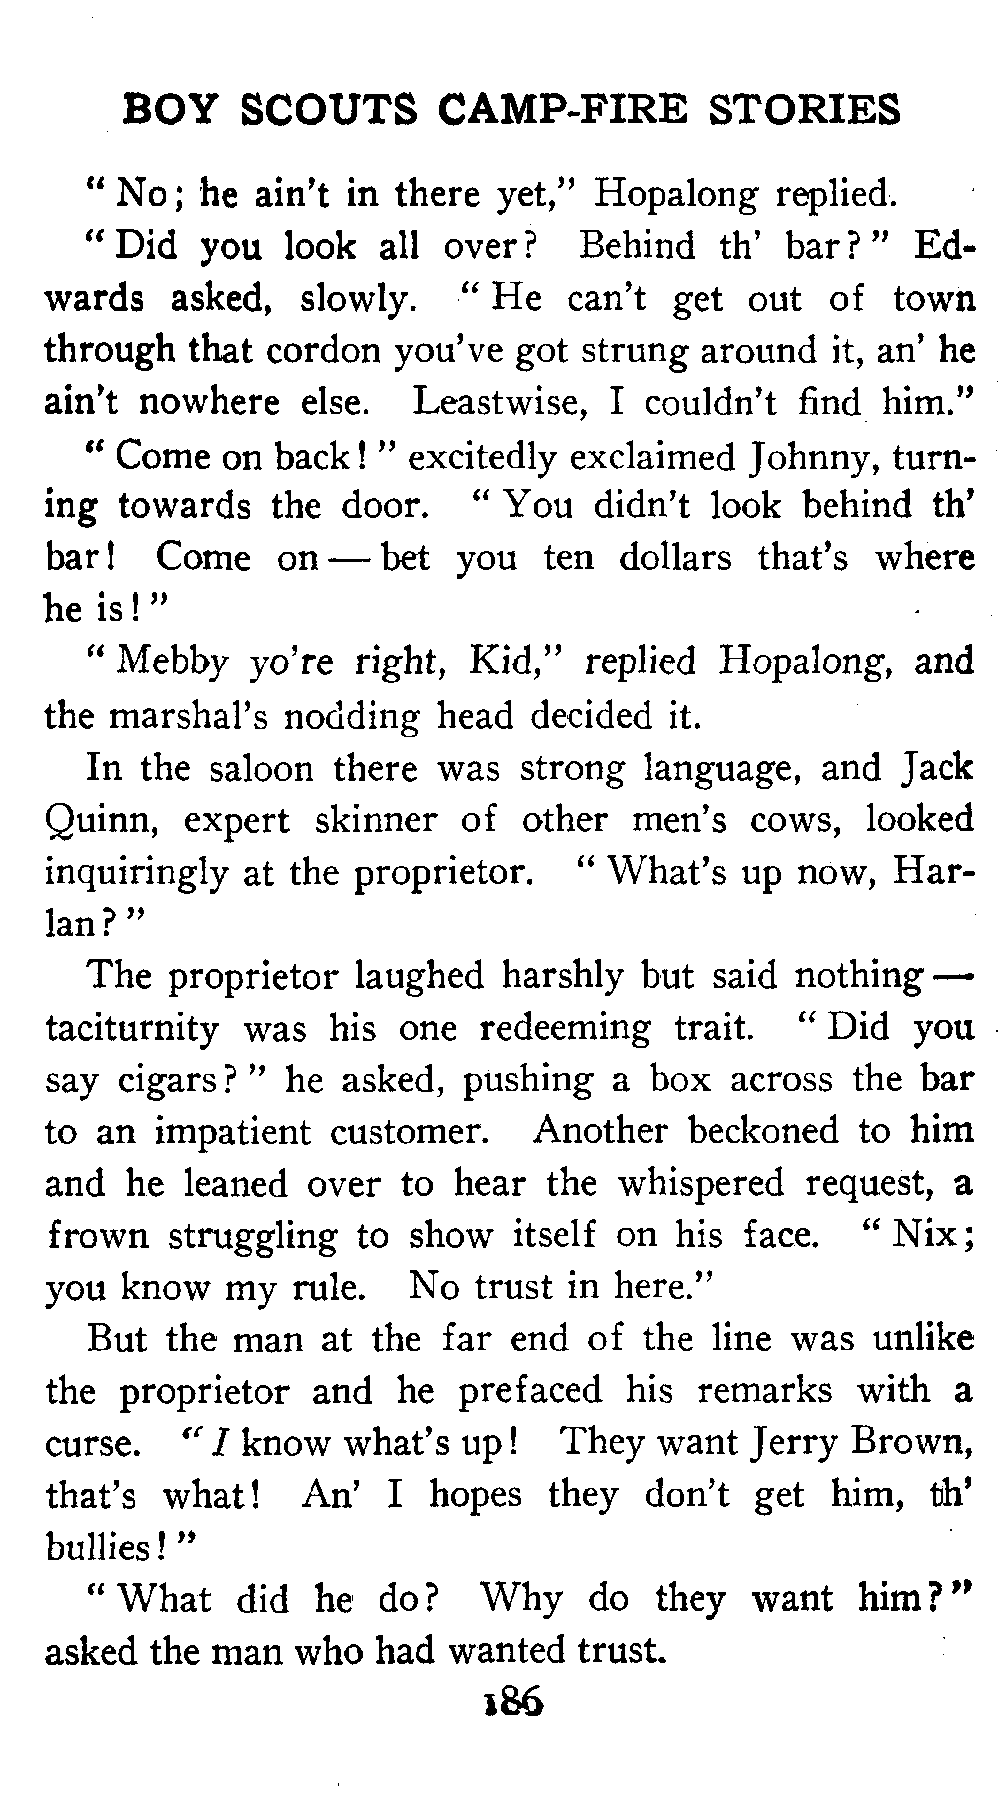 BOY SCOUTS CAMP-FIRE STORIES
" No; he ain't in there yet," Hopalong replied.
" Did you look all over? Behind th' bar? " Ed-
wards asked, slowly. " He can't get out of town
through that cordon you've got strung around it, an' he
ain't nowhere else. Leastwise, I couldn't find him."
" Come on back! " excitedly exclaimed Johnny, turn-
ing towards the door. " You didn't look behind th'
bar! Come on — bet you ten dollars that's where
he is! "
" Mebby yo're right, Kid," replied Hopalong, and
the marshal's nodding head decided it.
In the saloon there was strong language, and Jack
Quinn, expert skinner of other men's cows, looked
inquiringly at the proprietor. " What's up now, Har-
lan? "
The proprietor laughed harshly but said nothing —
taciturnity was his one redeeming trait. " Did you
say cigars? " he asked, pushing a box across the bar
to an impatient customer. Another beckoned to him
and he leaned over to hear the whispered request, a
frown struggling to show itself on his face. " Nix;
you know my rule. No trust in here."
But the man at the far end of the line was unlike
the proprietor and he prefaced his remarks with a
curse. " I know what's up! They want Jerry Brown,
that's what! An' I hopes they don't get him, th'
bullies! "
" What did he do? Why do they want him? "
asked the man who had wanted trust.
186